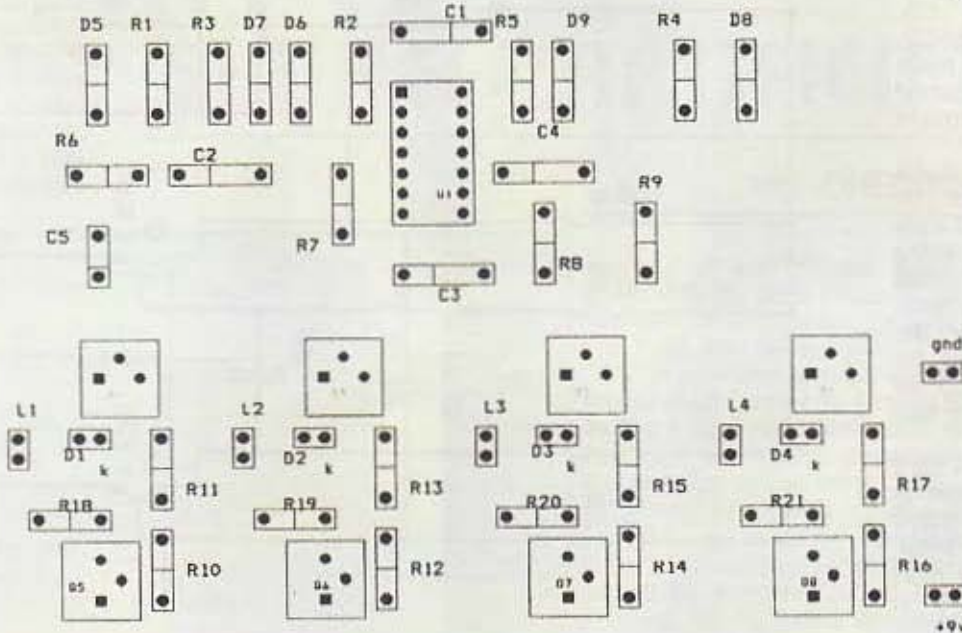 D5 R1 R3 D7 D6 R2 C1 R5 D9 R4 D8
R6 C2 C4
U1 R9
C5 R7 R8
C3
gnd
L1 L2 L3 L4
D1 D2 D3 D4
k k k k
R11 R13 R15 R17
R18 R19 R20 R21
R10 R12 R14 R16
Q5 Q7 Q8
+9v